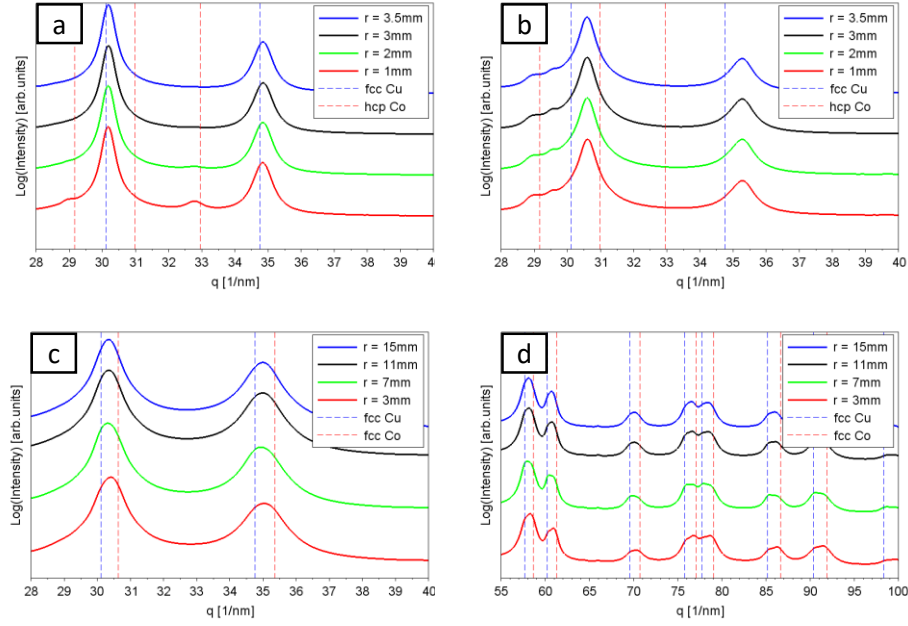 a
r = 3.5mm
r = 3mm
r = 2mm
r = 1mm
fcc Cu
hcp Co
Log(Intensity) [arb.units]
28 29 30 31 32 33 34 35 36 37 38 39 40
q [1/nm]
b
r = 3.5mm
r = 3mm
r = 2mm
r = 1mm
fcc Cu
hcp Co
Log(Intensity) [arb.units]
28 29 30 31 32 33 34 35 36 37 38 39 40
q [1/nm]
c
r = 15mm
r = 11mm
r = 7mm
r = 3mm
fcc Cu
fcc Co
Log(Intensity) [arb.units]
28 29 30 31 32 33 34 35 36 37 38 39 40
q [1/nm]
d
r = 15mm
r = 11mm
r = 7mm
r = 3mm
fcc Cu
fcc Co
Log(Intensity) [arb.units]
55 60 65 70 75 80 85 90 95 100
q [1/nm]